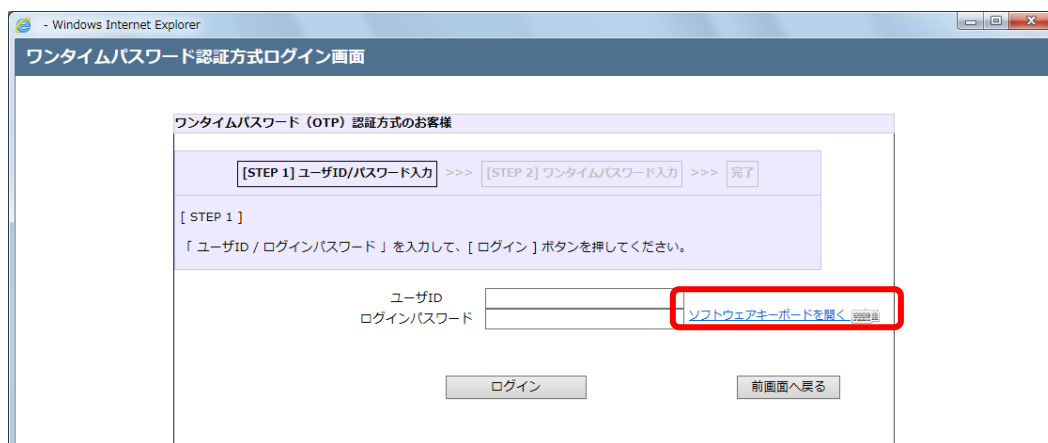 - Windows Internet Explorer
ワンタイムパスワード認証方式ログイン画面
ワンタイムパスワード（OTP）認証方式のお客様
[STEP 1] ユーザID/パスワード入力 >>> [STEP 2] ワンタイムパスワード入力 >>> 完了
[ STEP 1 ]
「 ユーザID / ログインパスワード 」を入力して、[ ログイン ] ボタンを押してください。
ユーザID
ログインパスワード ソフトウェアキーボードを開く
ログイン 前画面へ戻る